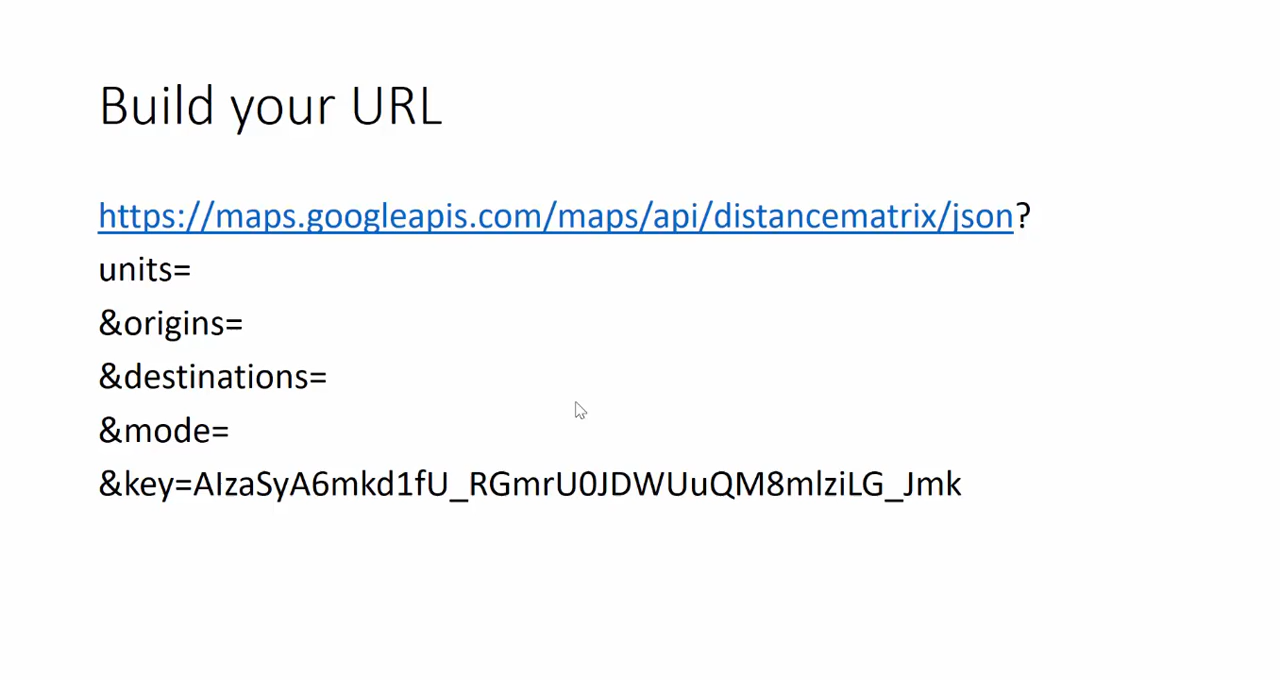 Build your URL
https://maps.googleapis.com/maps/api/distancematrix/json?
units=
&origins=
&destinations=
&mode=
&key=AIzaSyA6mkd1fU_RGmrU0JDWUuQM8mlziLG_Jmk